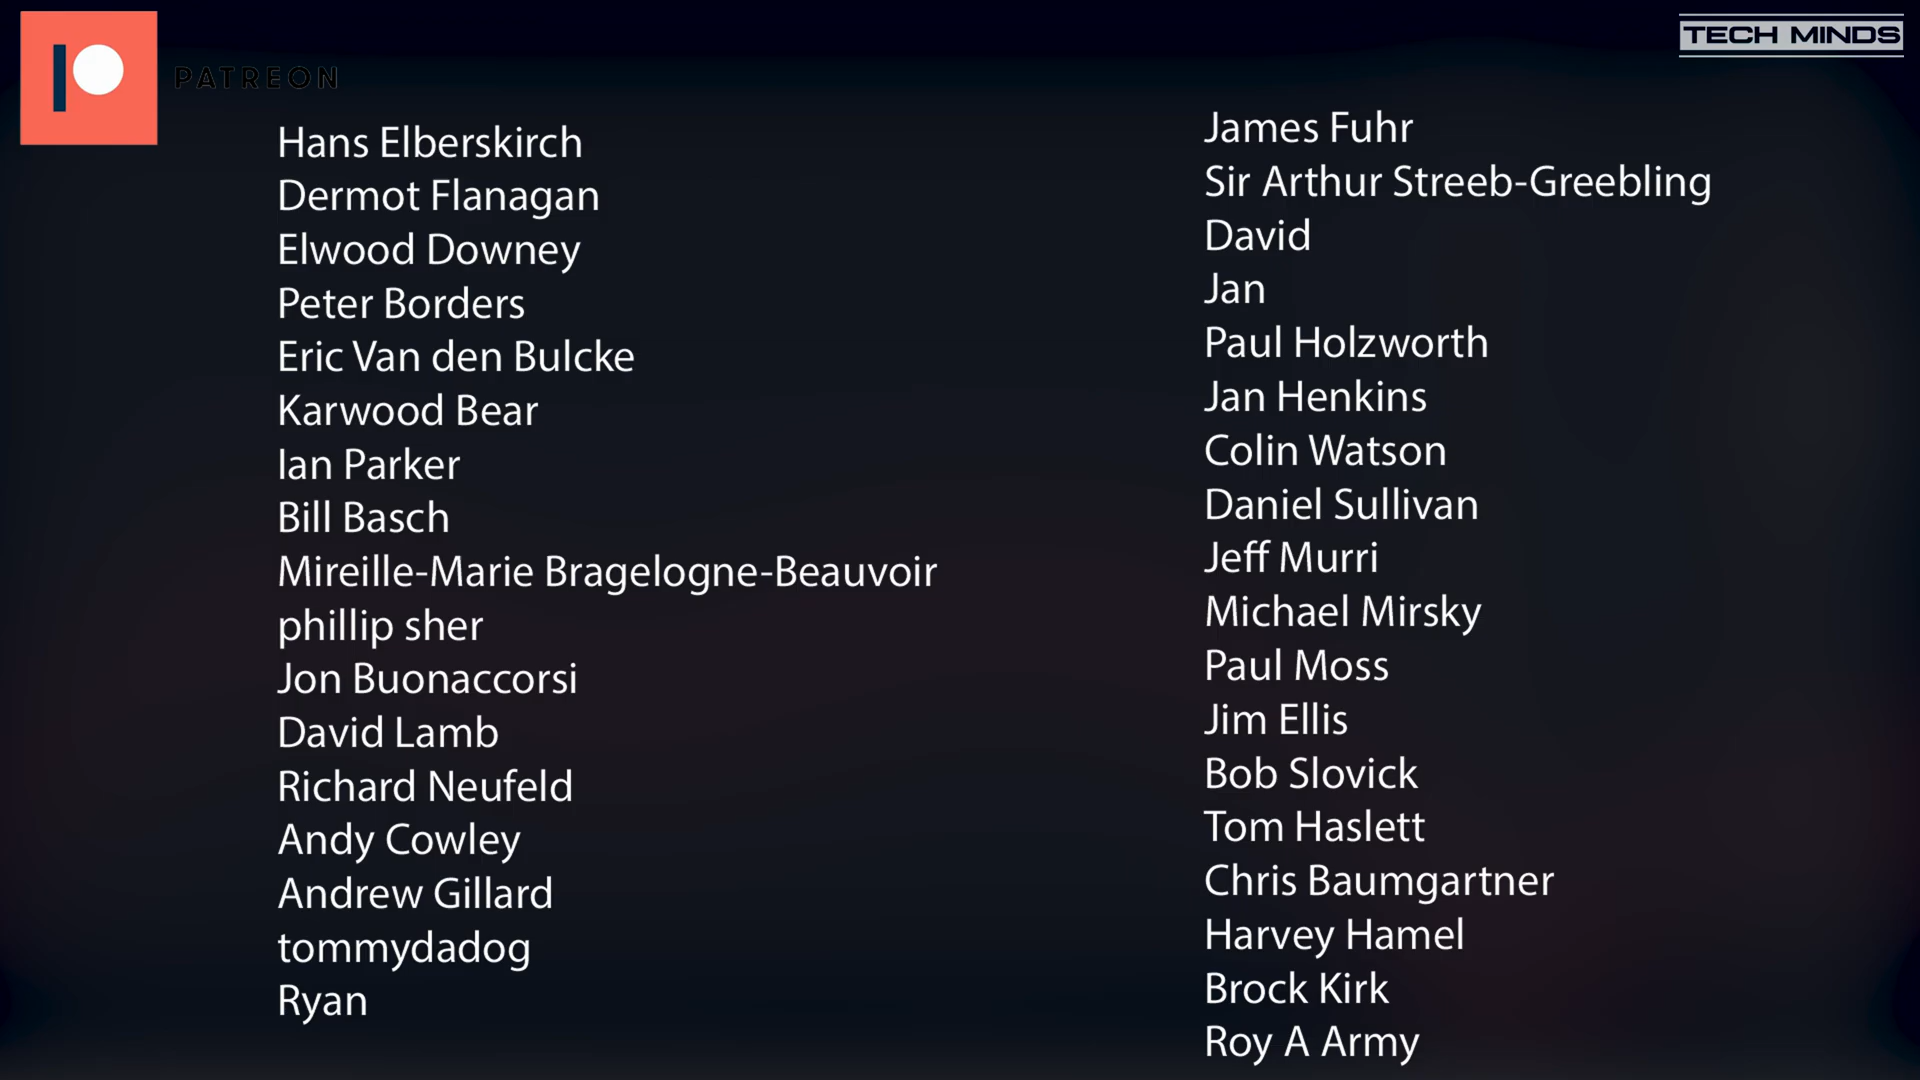 PATREON
TECH MINDS
Hans Elberskirch
Dermot Flanagan
Elwood Downey
Peter Borders
Eric Van den Bulcke
Karwood Bear
Ian Parker
Bill Basch
Mireille-Marie Bragelogne-Beauvoir
phillip sher
Jon Buonaccorsi
David Lamb
Richard Neufeld
Andy Cowley
Andrew Gillard
tommydadog
Ryan
James Fuhr
Sir Arthur Streeb-Greebling
David
Jan
Paul Holzworth
Jan Henkins
Colin Watson
Daniel Sullivan
Jeff Murri
Michael Mirsky
Paul Moss
Jim Ellis
Bob Slovick
Tom Haslett
Chris Baumgartner
Harvey Hamel
Brock Kirk
Roy A Army